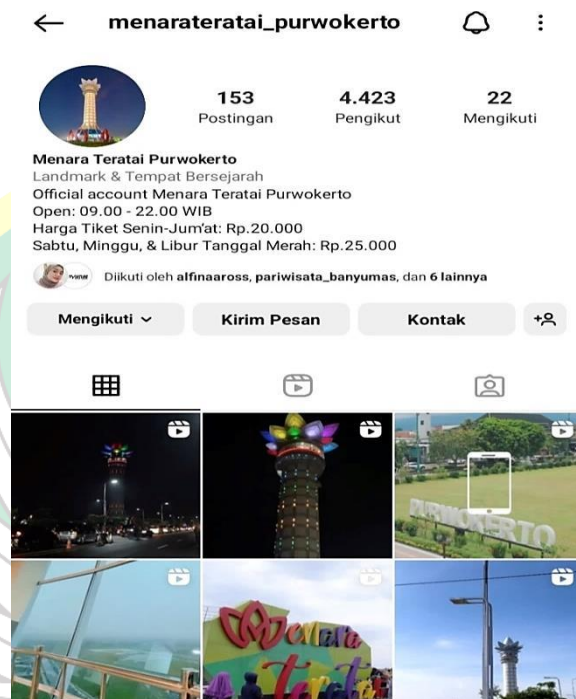 menarateratai_purwokerto
153
4.423
22
Postingan
Pengikut
Mengikuti
Menara Teratai Purwokerto
Landmark & Tempat Bersejarah
Official account Menara Teratai Purwokerto
Open: 09.00 - 22.00 WIB
Harga Tiket Senin-Jum'at: Rp.20.000
Sabtu, Minggu, & Libur Tanggal Merah: Rp.25.000
Diikuti oleh alfinaaross, pariwisata_banyumas, dan 6 lainnya
Mengikuti
Kirim Pesan
Kontak
PURWOKERTO
Menara
Teratai